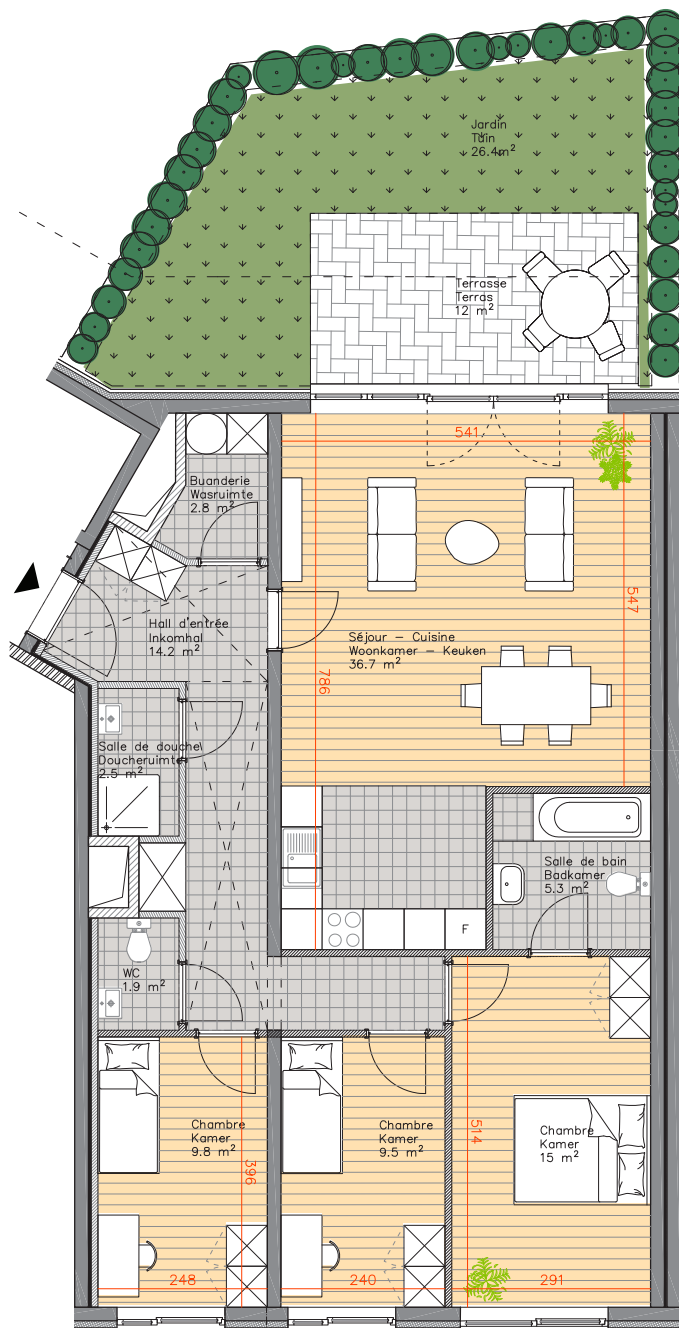 Jardin
Tuin
26.4m²
Terrasse
Terras
12 m²
541
Buanderie
Wasruimte
2.8 m²
547
Hall d'entrée
Inkomhal
14.2 m²
Séjour – Cuisine
Woonkamer – Keuken
36.7 m²
786
Salle de douche
Doucheruimte
2.5 m²
Salle de bain
Badkamer
5.3 m²
F
WC
1.9 m²
Chambre
Kamer
9.8 m²
Chambre
Kamer
9.5 m²
Chambre
Kamer
15 m²
396
514
248
240
291